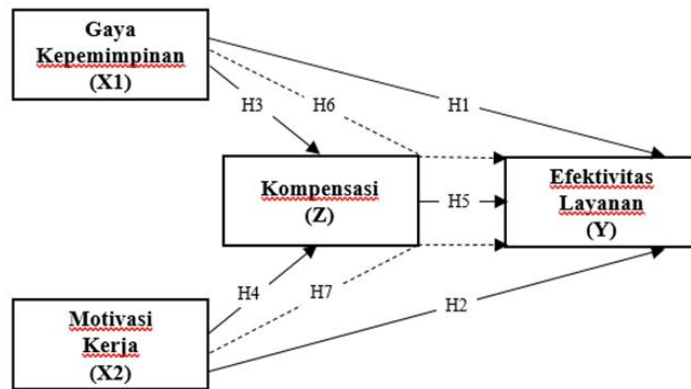 Gaya
Kepemimpinan
(X1)
H3
H6
H1
Kompensasi
(Z)
H5
Efektivitas
Layanan
(Y)
H4
H7
H2
Motivasi
Kerja
(X2)